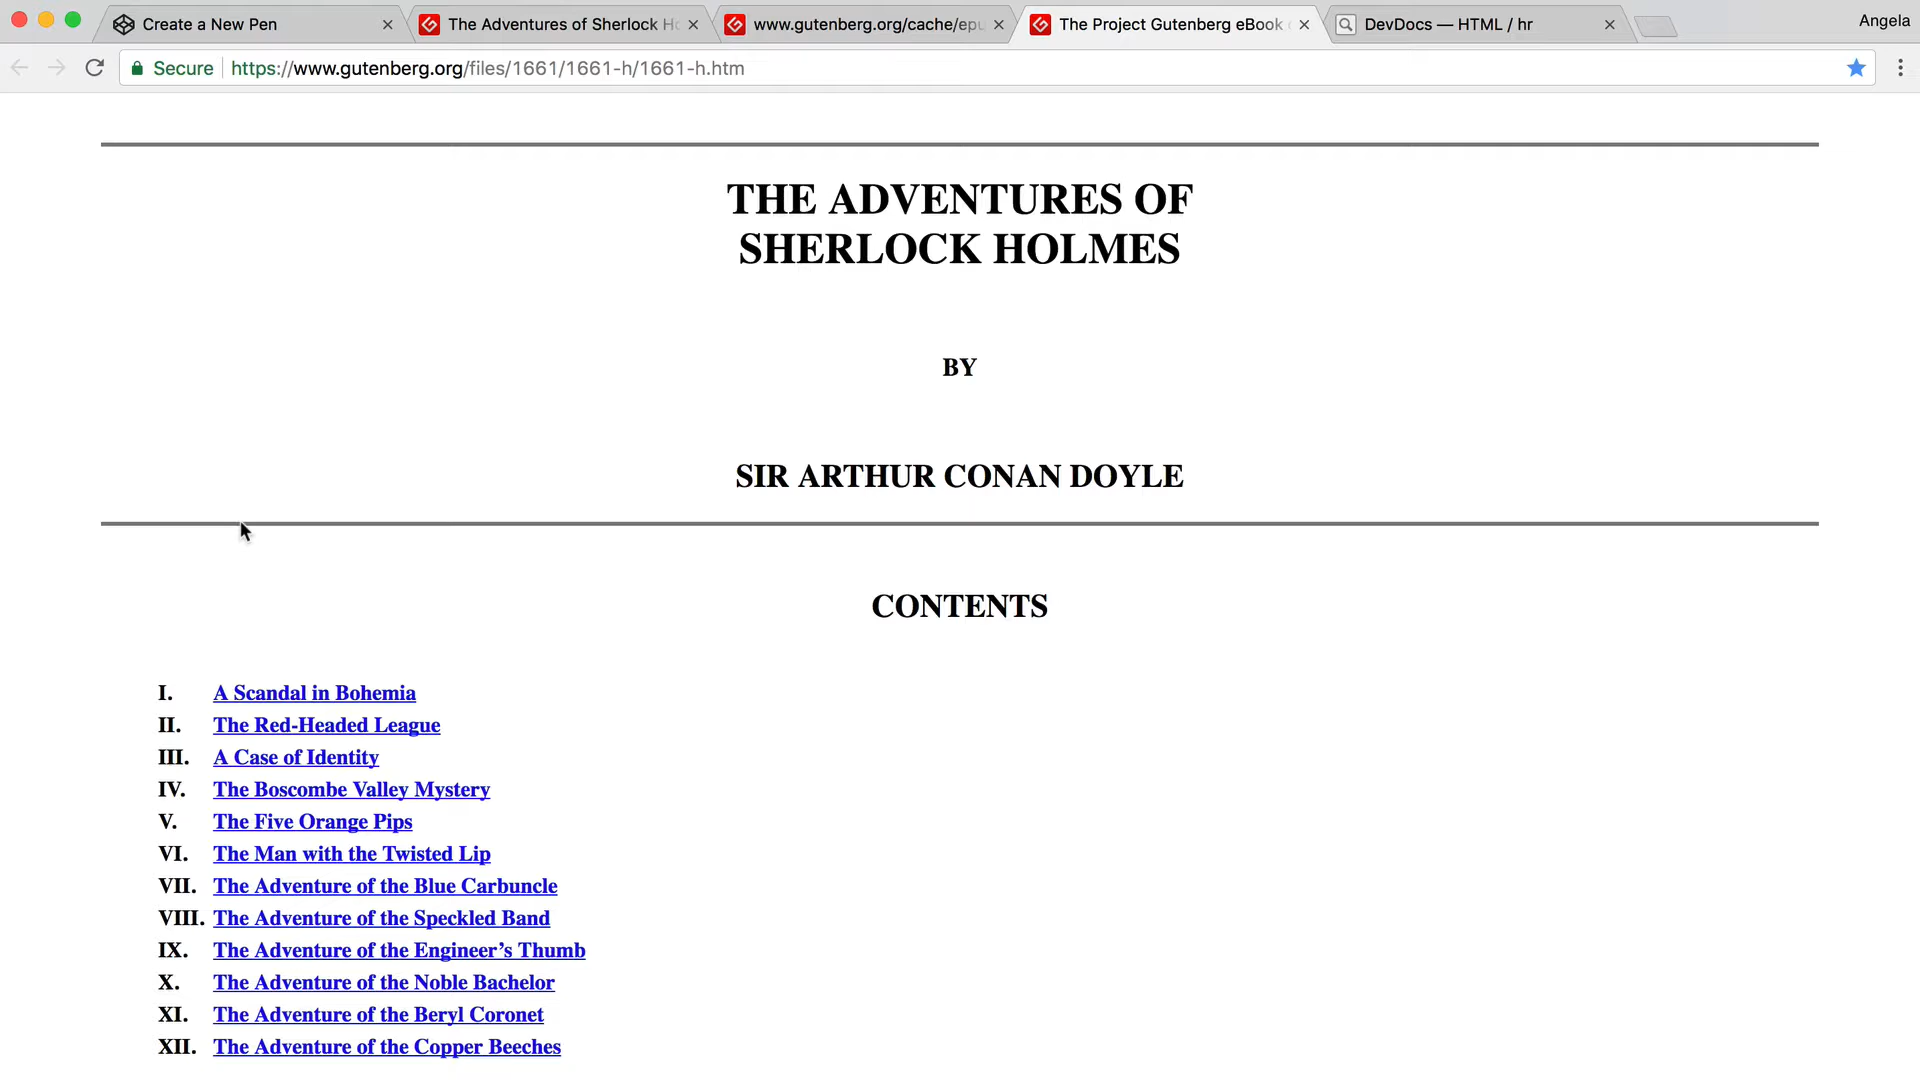 Create a New Pen
The Adventures of Sherlock Ho
www.gutenberg.org/cache/epu
The Project Gutenberg eBook
DevDocs — HTML / hr
Angela
Secure
https://www.gutenberg.org/files/1661/1661-h/1661-h.htm
THE ADVENTURES OF
SHERLOCK HOLMES
BY
SIR ARTHUR CONAN DOYLE
CONTENTS
I. A Scandal in Bohemia
II. The Red-Headed League
III. A Case of Identity
IV. The Boscombe Valley Mystery
V. The Five Orange Pips
VI. The Man with the Twisted Lip
VII. The Adventure of the Blue Carbuncle
VIII. The Adventure of the Speckled Band
IX. The Adventure of the Engineer’s Thumb
X. The Adventure of the Noble Bachelor
XI. The Adventure of the Beryl Coronet
XII. The Adventure of the Copper Beeches